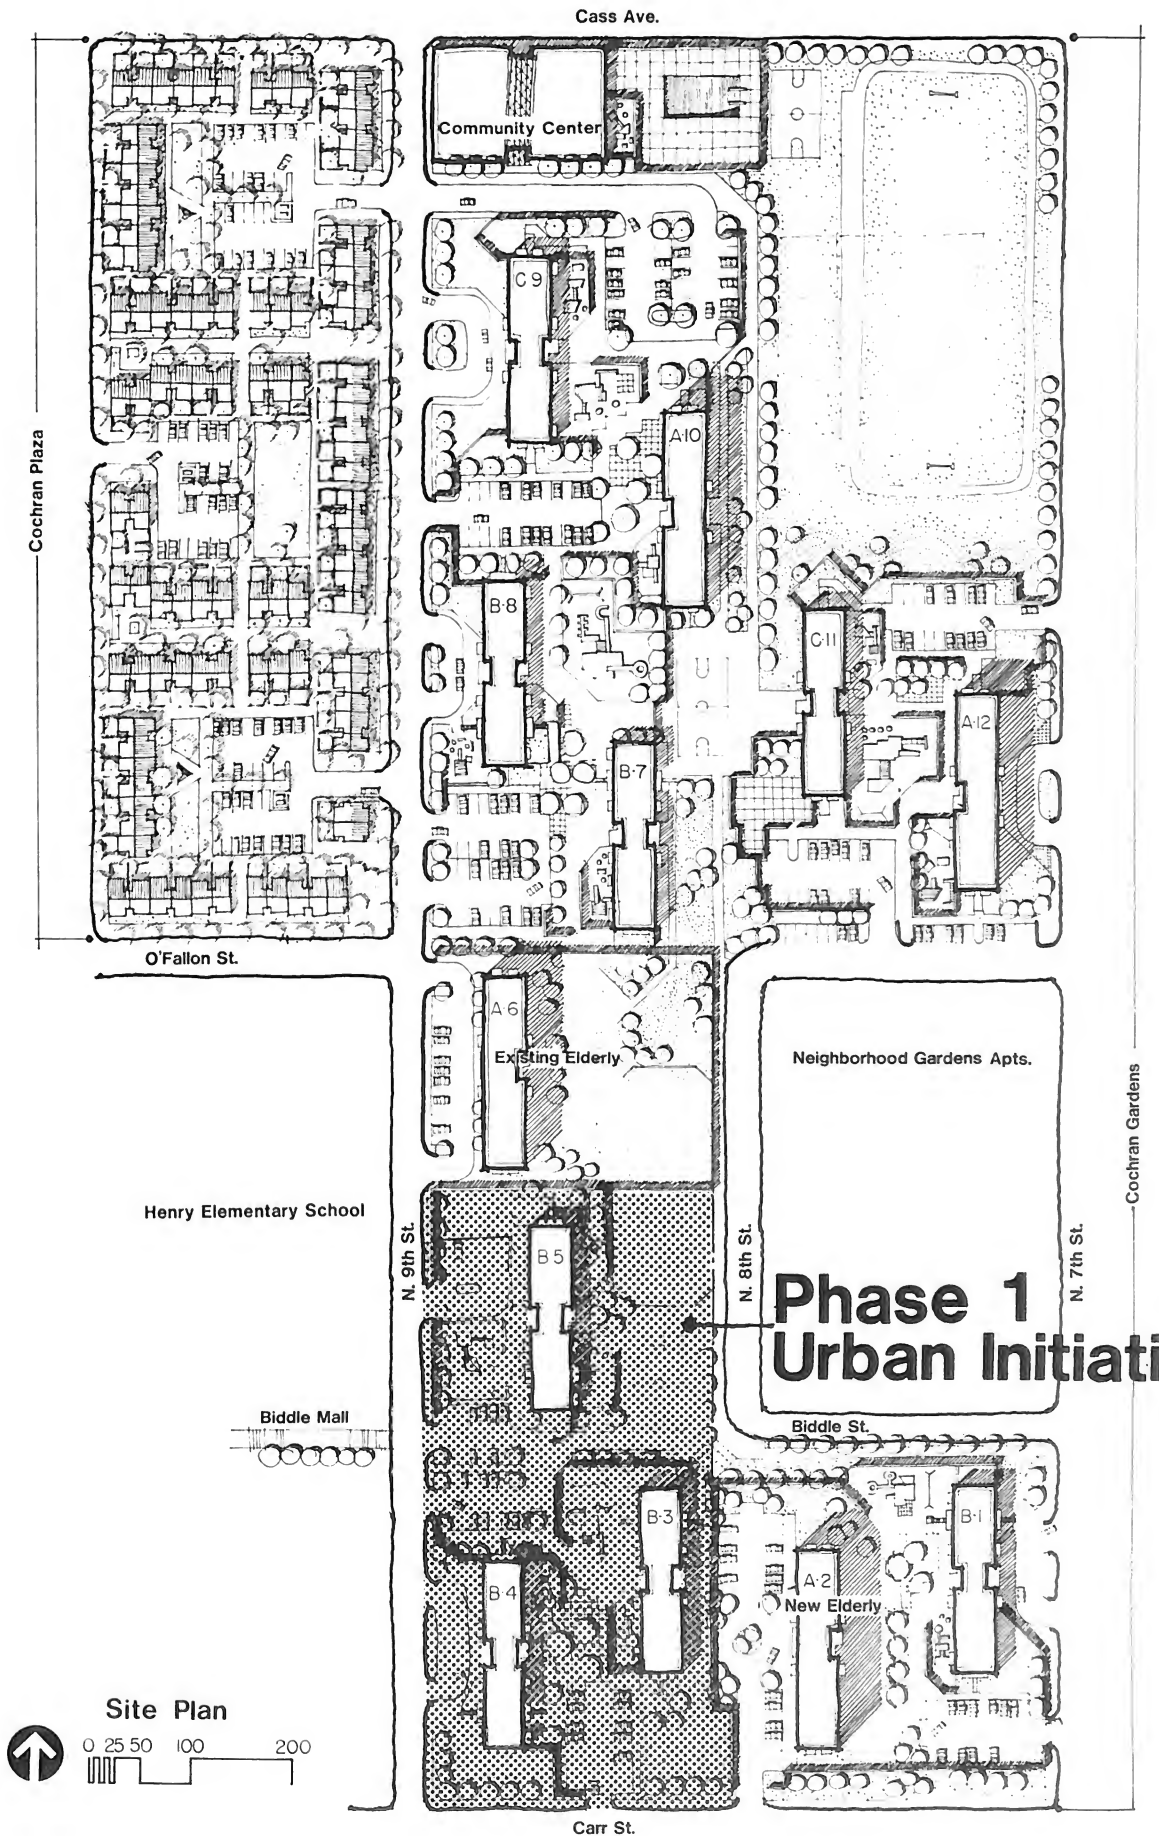 Cass Ave.
Community Center
C·9
A·10
Cochran Plaza
B·8
C·11
A·12
B·7
O'Fallon St.
A·6
Existing Elderly
Neighborhood Gardens Apts.
Cochran Gardens
Henry Elementary School
N. 9th St.
B 5
N. 8th St.
N. 7th St.
Phase 1
Urban Initiati
Biddle Mall
Biddle St.
B·3
B·1
B·4
A·2
New Elderly
Site Plan
0 25 50 100 200
Carr St.